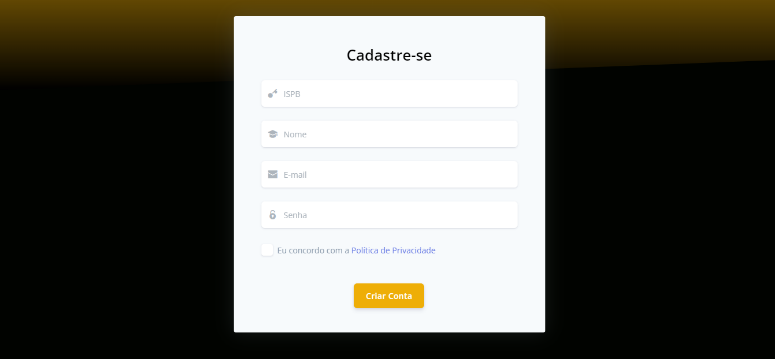 Cadastre-se
ISPB
Nome
E-mail
Senha
Eu concordo com a Política de Privacidade
Criar Conta